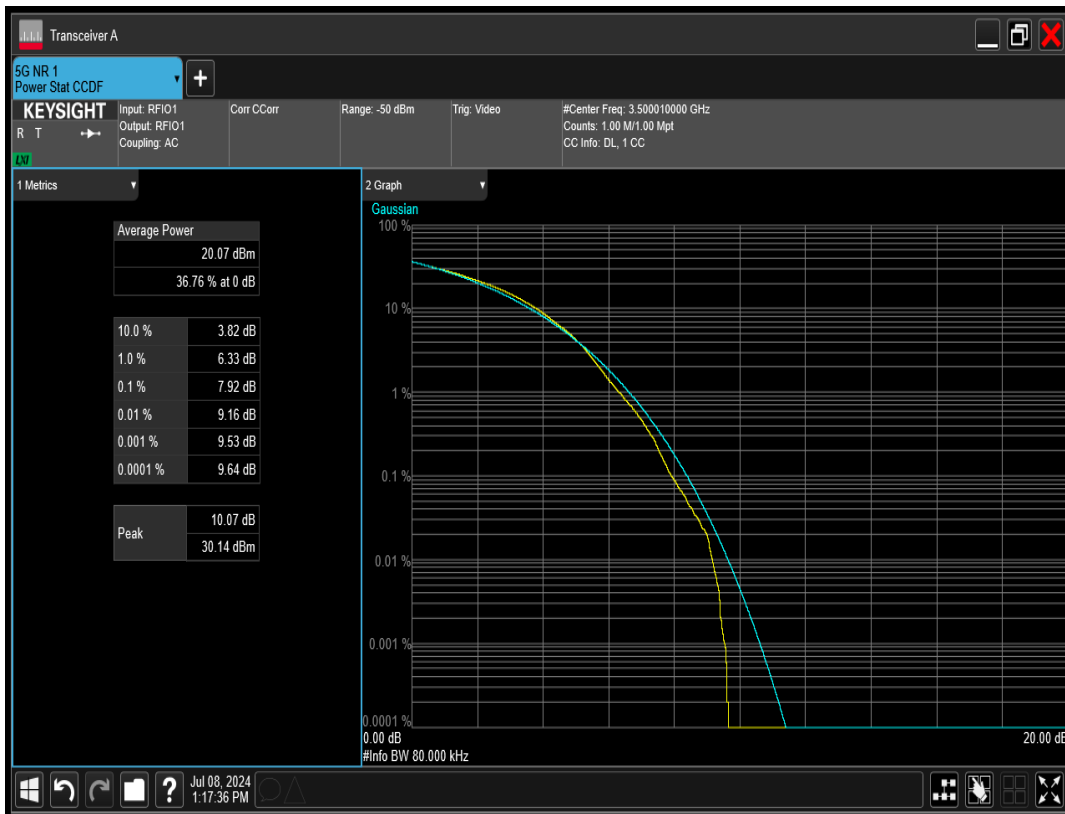 Transceiver A
5G NR 1
Power Stat CCDF
+
KEYSIGHT
R T
LXI
Input: RFIO1
Output: RFIO1
Coupling: AC
Corr CCorr
Range: -50 dBm
Trig: Video
#Center Freq: 3.500010000 GHz
Counts: 1.00 M/1.00 Mpt
CC Info: DL, 1 CC
1 Metrics
Average Power
20.07 dBm
36.76 % at 0 dB
10.0 % 3.82 dB
1.0 % 6.33 dB
0.1 % 7.92 dB
0.01 % 9.16 dB
0.001 % 9.53 dB
0.0001 % 9.64 dB
Peak
10.07 dB
30.14 dBm
2 Graph
Gaussian
100 %
10 %
1 %
0.1 %
0.01 %
0.001 %
0.0001 %
0.00 dB 20.00 dB
#Info BW 80.000 kHz
? Jul 08, 2024
1:17:36 PM